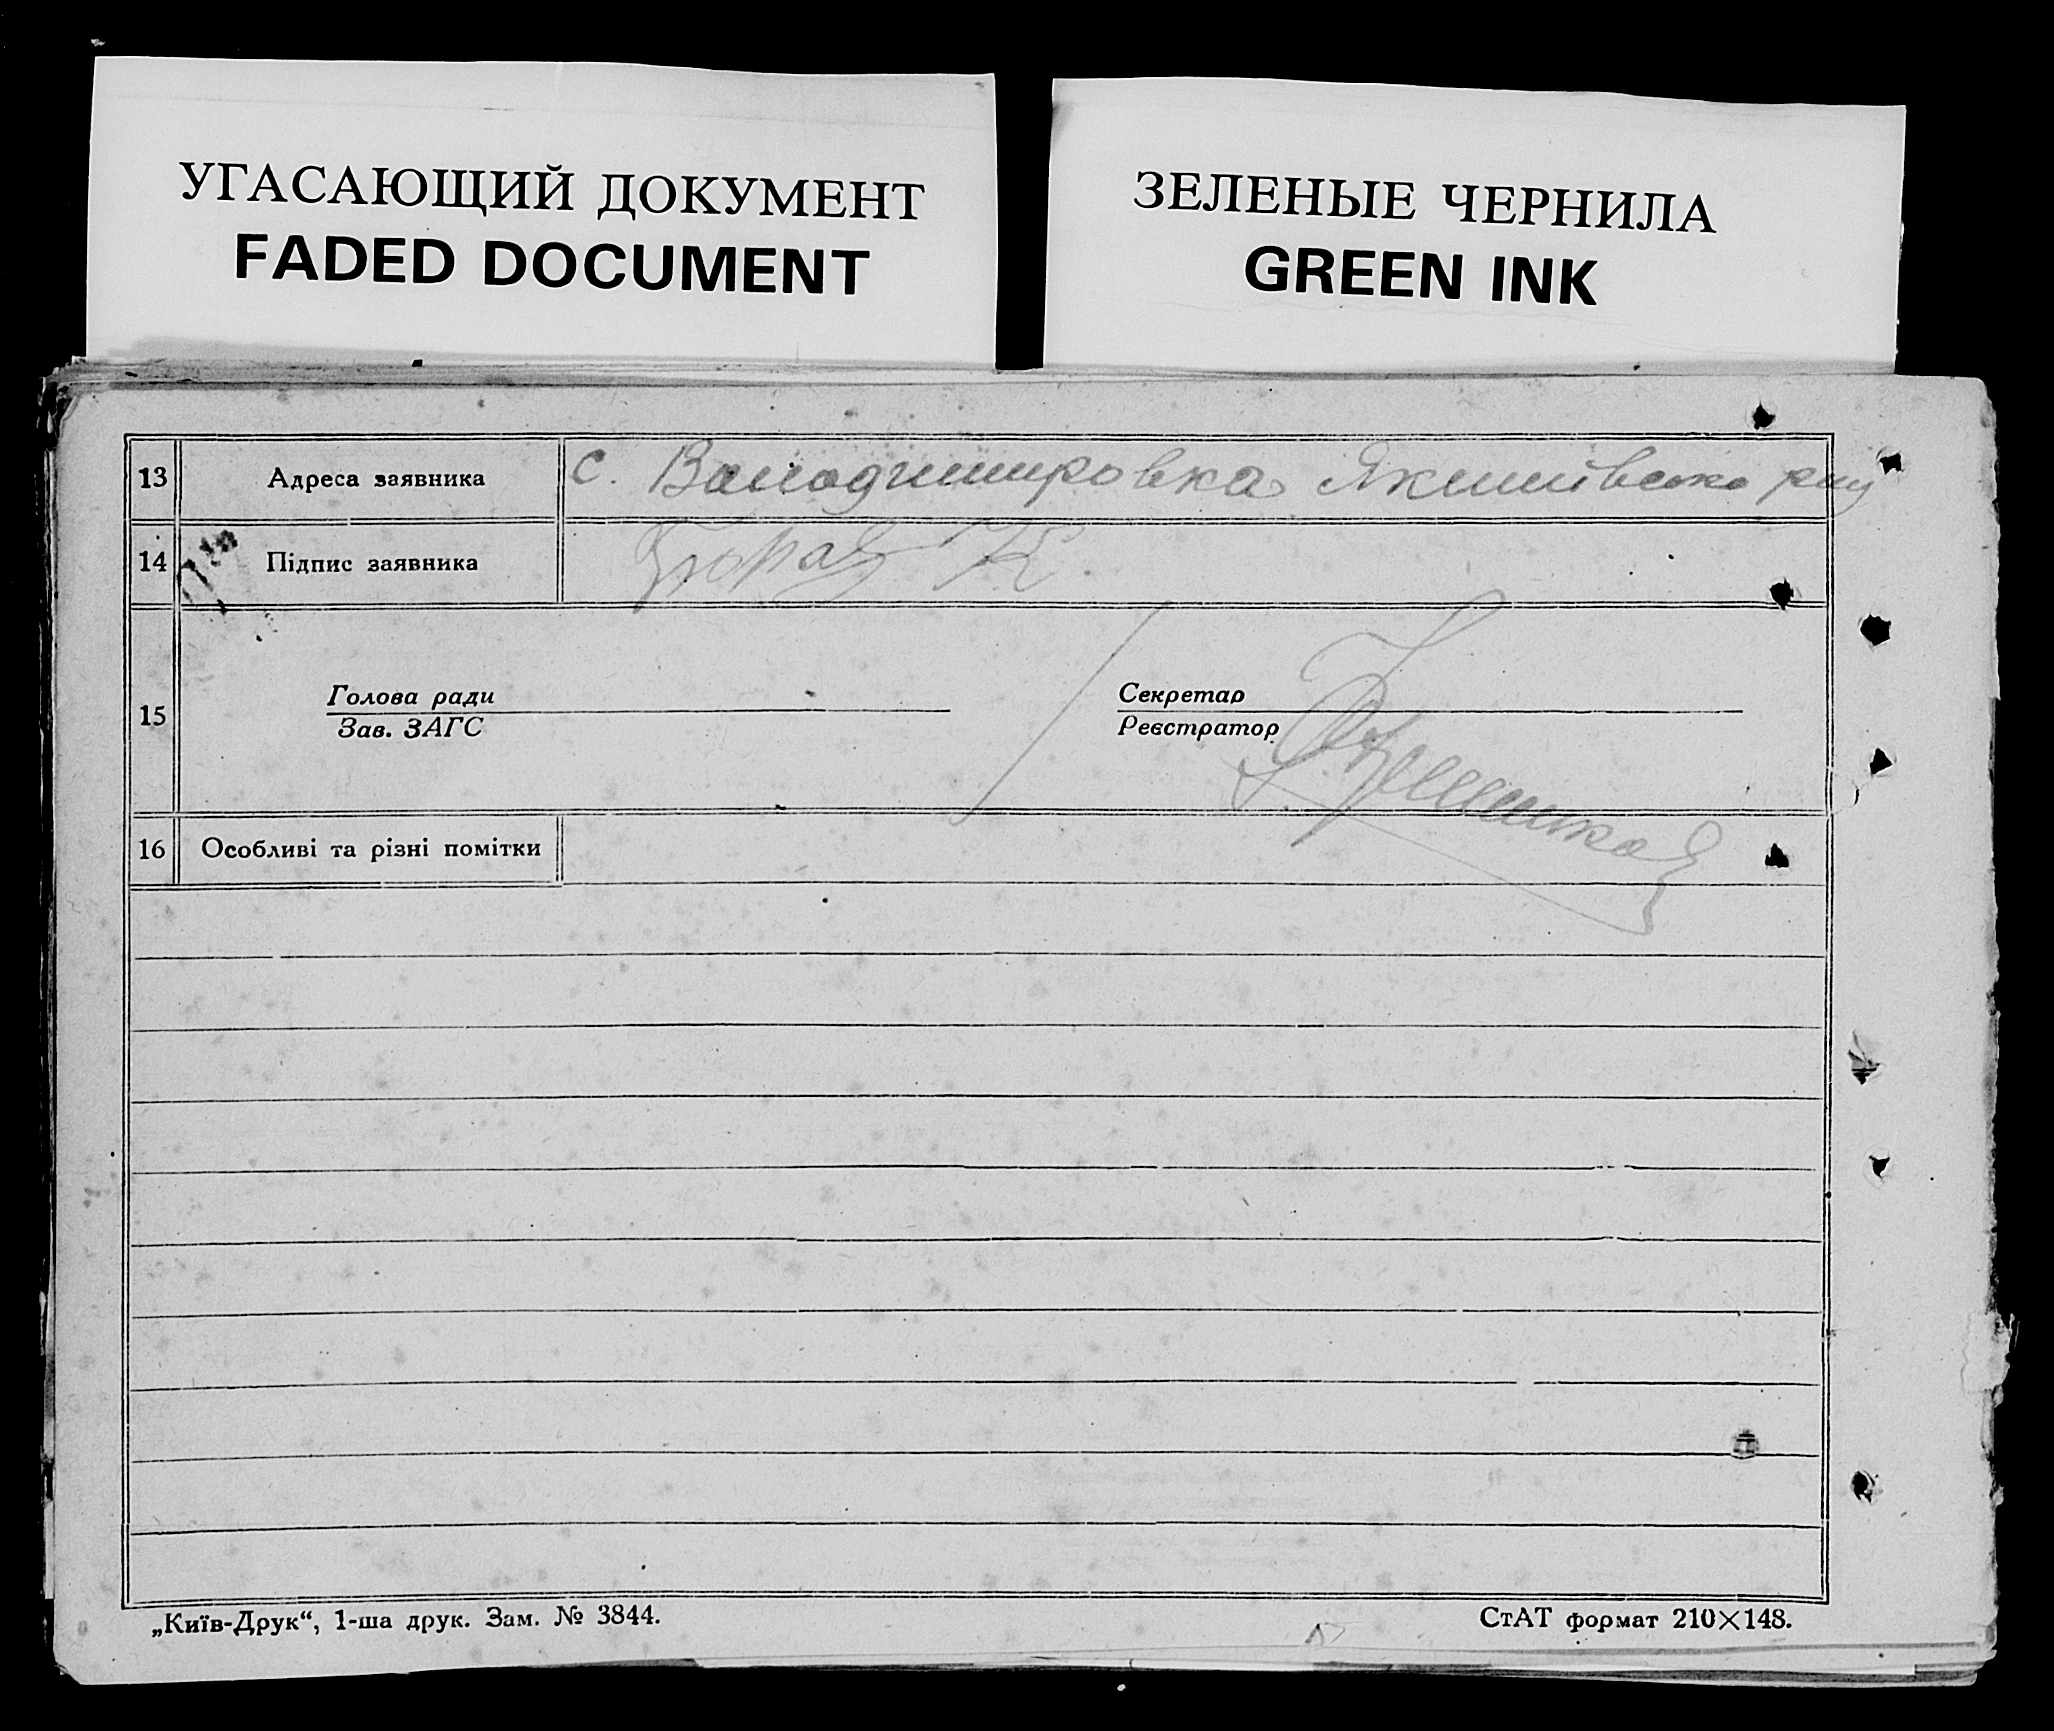 УГАСАЮЩИЙ ДОКУМЕНТ
FADED DOCUMENT
ЗЕЛЕНЫЕ ЧЕРНИЛА
GREEN INK
13 Адреса заявника с. Володимировка
14 Підпис заявника
15 Голова ради
Зав. ЗАГС
Секретар
Реєстратор
16 Особливі та різні помітки
„Київ-Друк“, 1-ша друк. Зам. № 3844.
СтАТ формат 210×148.